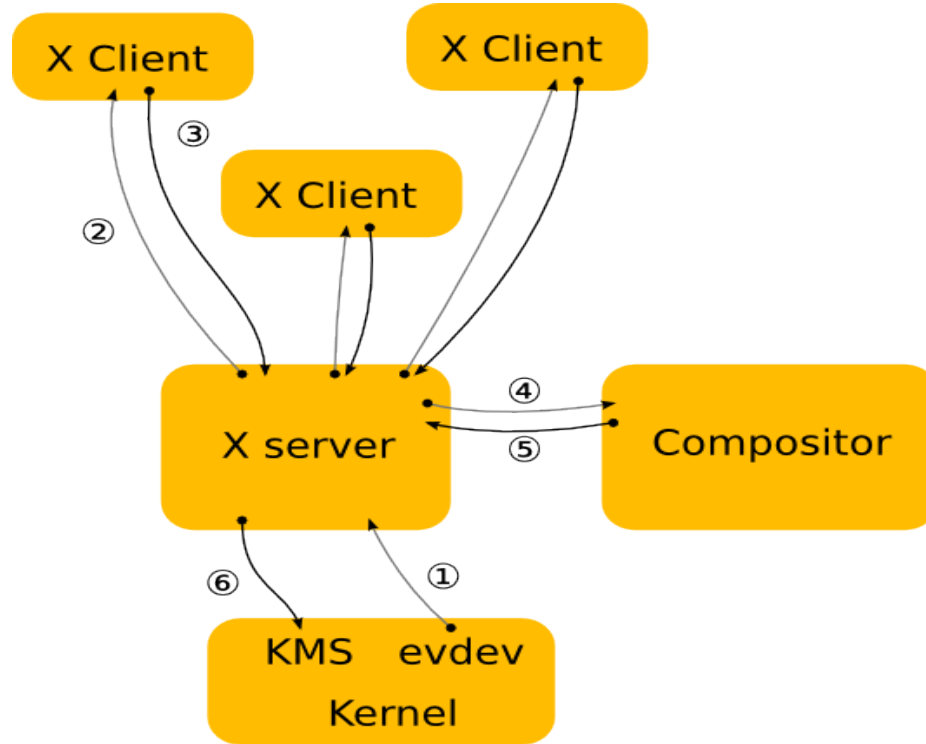 X Client
X Client
③
X Client
②
④
X server
Compositor
⑤
⑥
①
KMS evdev
Kernel